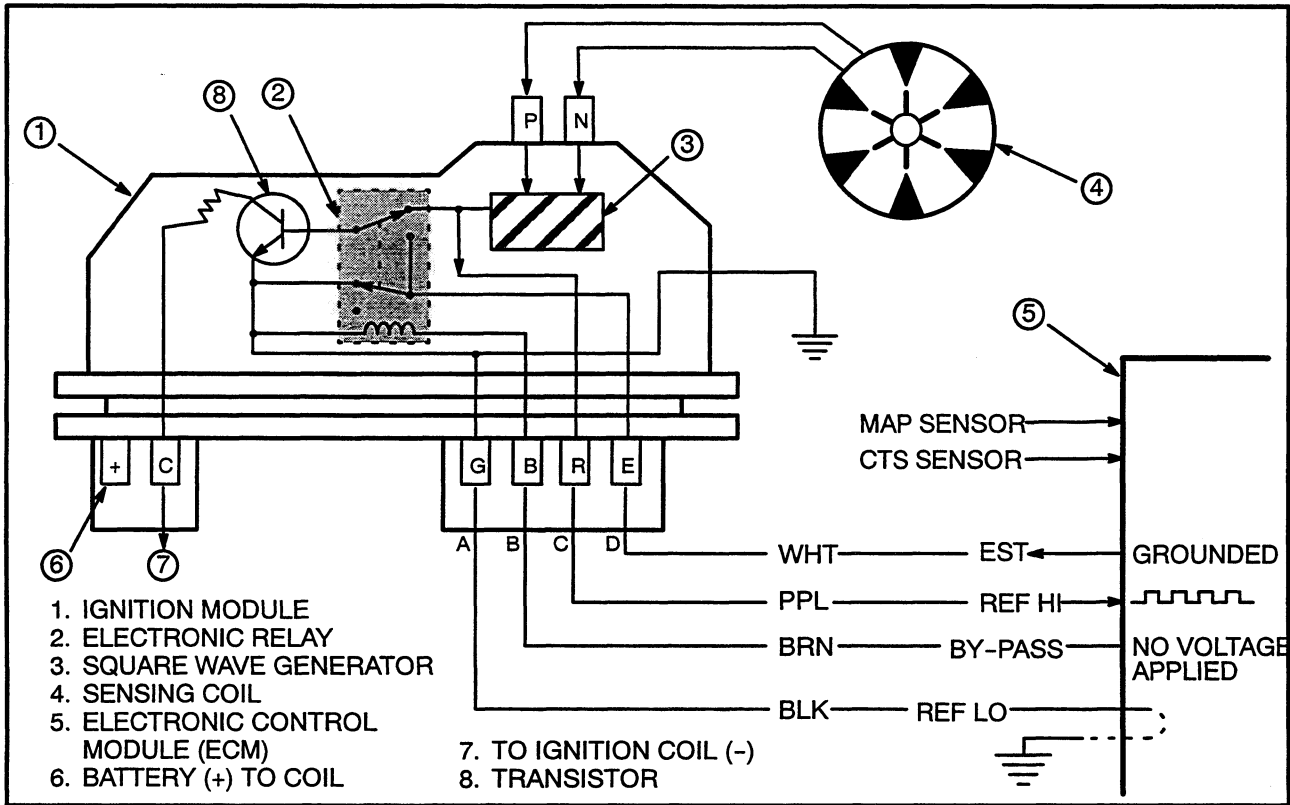 8
2
1
P
N
3
4
5
MAP SENSOR
CTS SENSOR
+
C
G
B
R
E
A
B
C
D
6
7
WHT
EST
GROUNDED
PPL
REF HI
BRN
BY-PASS
NO VOLTAGE
APPLIED
BLK
REF LO
1. IGNITION MODULE
2. ELECTRONIC RELAY
3. SQUARE WAVE GENERATOR
4. SENSING COIL
5. ELECTRONIC CONTROL
MODULE (ECM)
6. BATTERY (+) TO COIL
7. TO IGNITION COIL (-)
8. TRANSISTOR